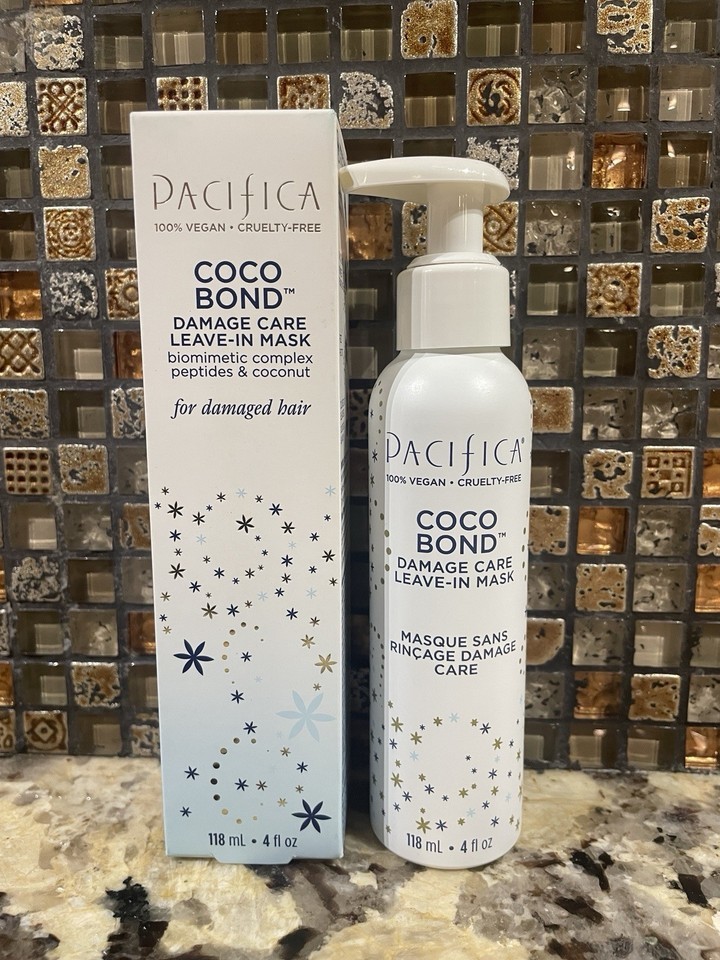 PACIFICA
100% VEGAN • CRUELTY-FREE
COCO
BOND™
DAMAGE CARE
LEAVE-IN MASK
biomimetic complex
peptides & coconut
for damaged hair
118 mL • 4 fl oz
PACIFICA®
100% VEGAN • CRUELTY-FREE
COCO
BOND™
DAMAGE CARE
LEAVE-IN MASK
MASQUE SANS
RINÇAGE DAMAGE
CARE
118 mL • 4 fl oz